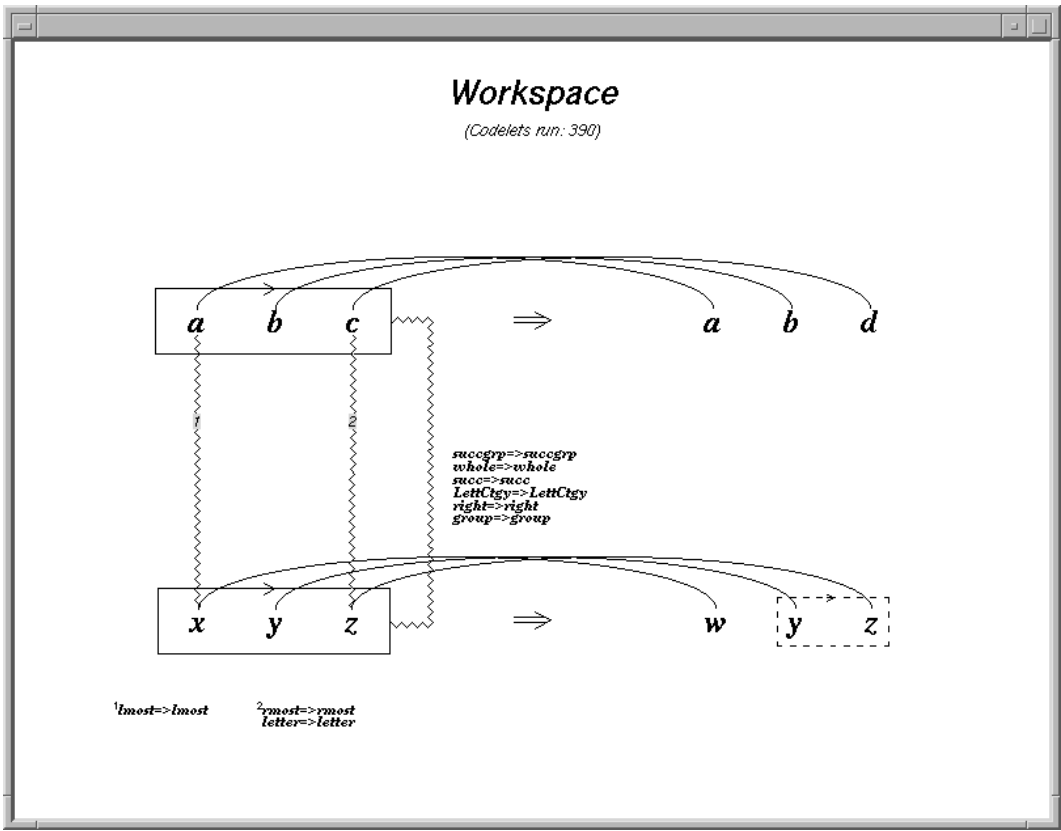 Workspace
(Codelets run: 390)
a b c ⇒ a b d
1 2
succgrp=>succgrp
whole=>whole
succ=>succ
LettCtgy=>LettCtgy
right=>right
group=>group
x y z ⇒ w y z
1lmost=>lmost 2rmost=>rmost
letter=>letter